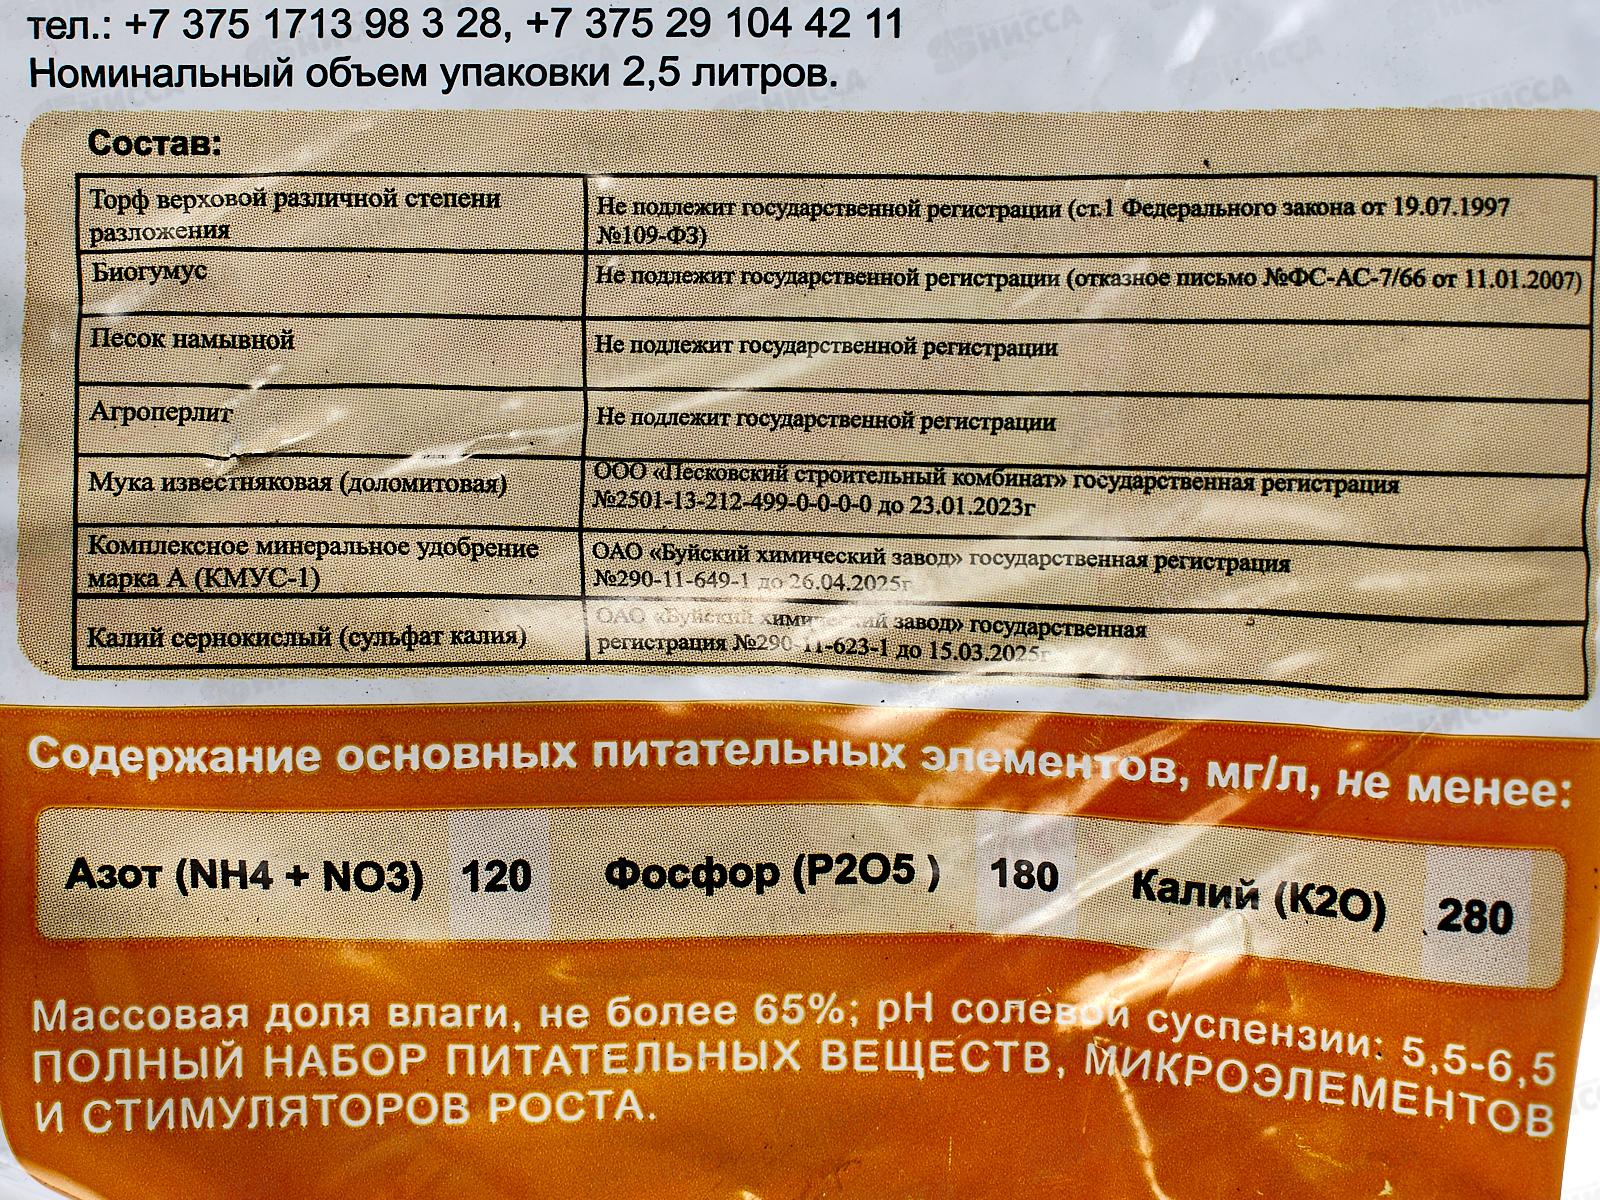 тел.: +7 375 1713 98 3 28, +7 375 29 104 42 11
Номинальный объем упаковки 2,5 литров.
Состав:
Торф верховой различной степени
разложения
Не подлежит государственной регистрации (ст.1 Федерального закона от 19.07.1997
№109-ФЗ)
Биогумус
Не подлежит государственной регистрации (отказное письмо №ФС-АС-7/66 от 11.01.2007)
Песок намывной
Не подлежит государственной регистрации
Агроперлит
Не подлежит государственной регистрации
Мука известняковая (доломитовая)
ООО «Песковский строительный комбинат» государственная регистрация
№2501-13-212-499-0-0-0-0 до 23.01.2023г
Комплексное минеральное удобрение
марка А (КМУС-1)
ОАО «Буйский химический завод» государственная регистрация
№290-11-649-1 до 26.04.2025г
Калий сернокислый (сульфат калия)
ОАО «Буйский химический завод» государственная
регистрация №290-11-623-1 до 15.03.2025г
Содержание основных питательных элементов, мг/л, не менее:
Азот (NH4 + NO3) 120 Фосфор (P2O5 ) 180 Калий (K2O) 280
Массовая доля влаги, не более 65%; pH солевой суспензии: 5,5-6,5
ПОЛНЫЙ НАБОР ПИТАТЕЛЬНЫХ ВЕЩЕСТВ, МИКРОЭЛЕМЕНТОВ
И СТИМУЛЯТОРОВ РОСТА.